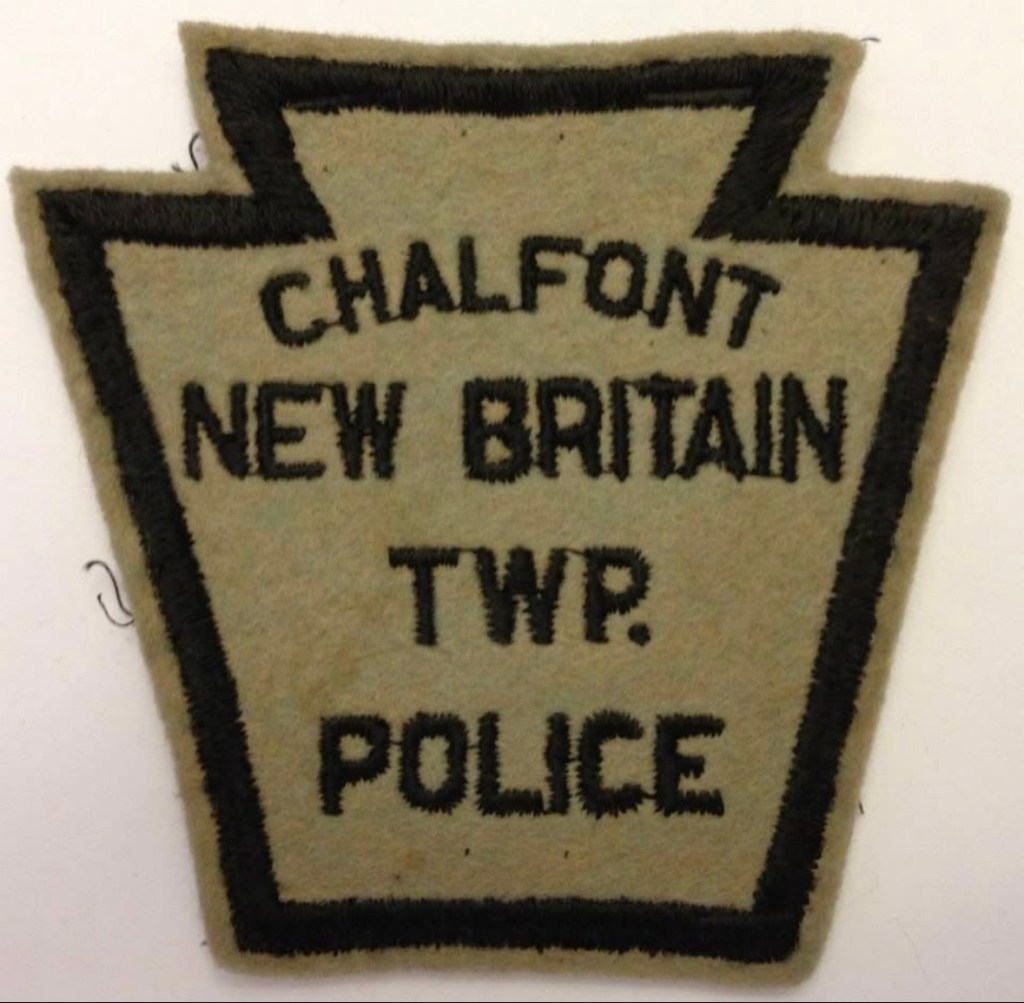 CHALFONT
NEW BRITAIN
TWP.
POLICE